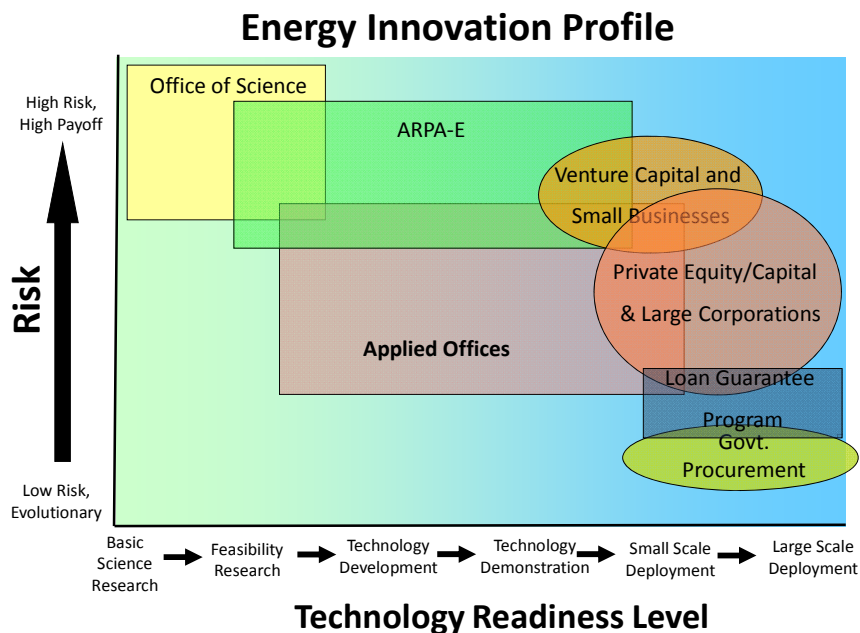 Energy Innovation Profile
Office of Science
High Risk,
High Payoff
ARPA-E
Venture Capital and
Small Businesses
Private Equity/Capital
& Large Corporations
Risk
Applied Offices
Loan Guarantee
Program
Govt.
Procurement
Low Risk,
Evolutionary
Basic
Science
Research
Feasibility
Research
Technology
Development
Technology
Demonstration
Small Scale
Deployment
Large Scale
Deployment
Technology Readiness Level